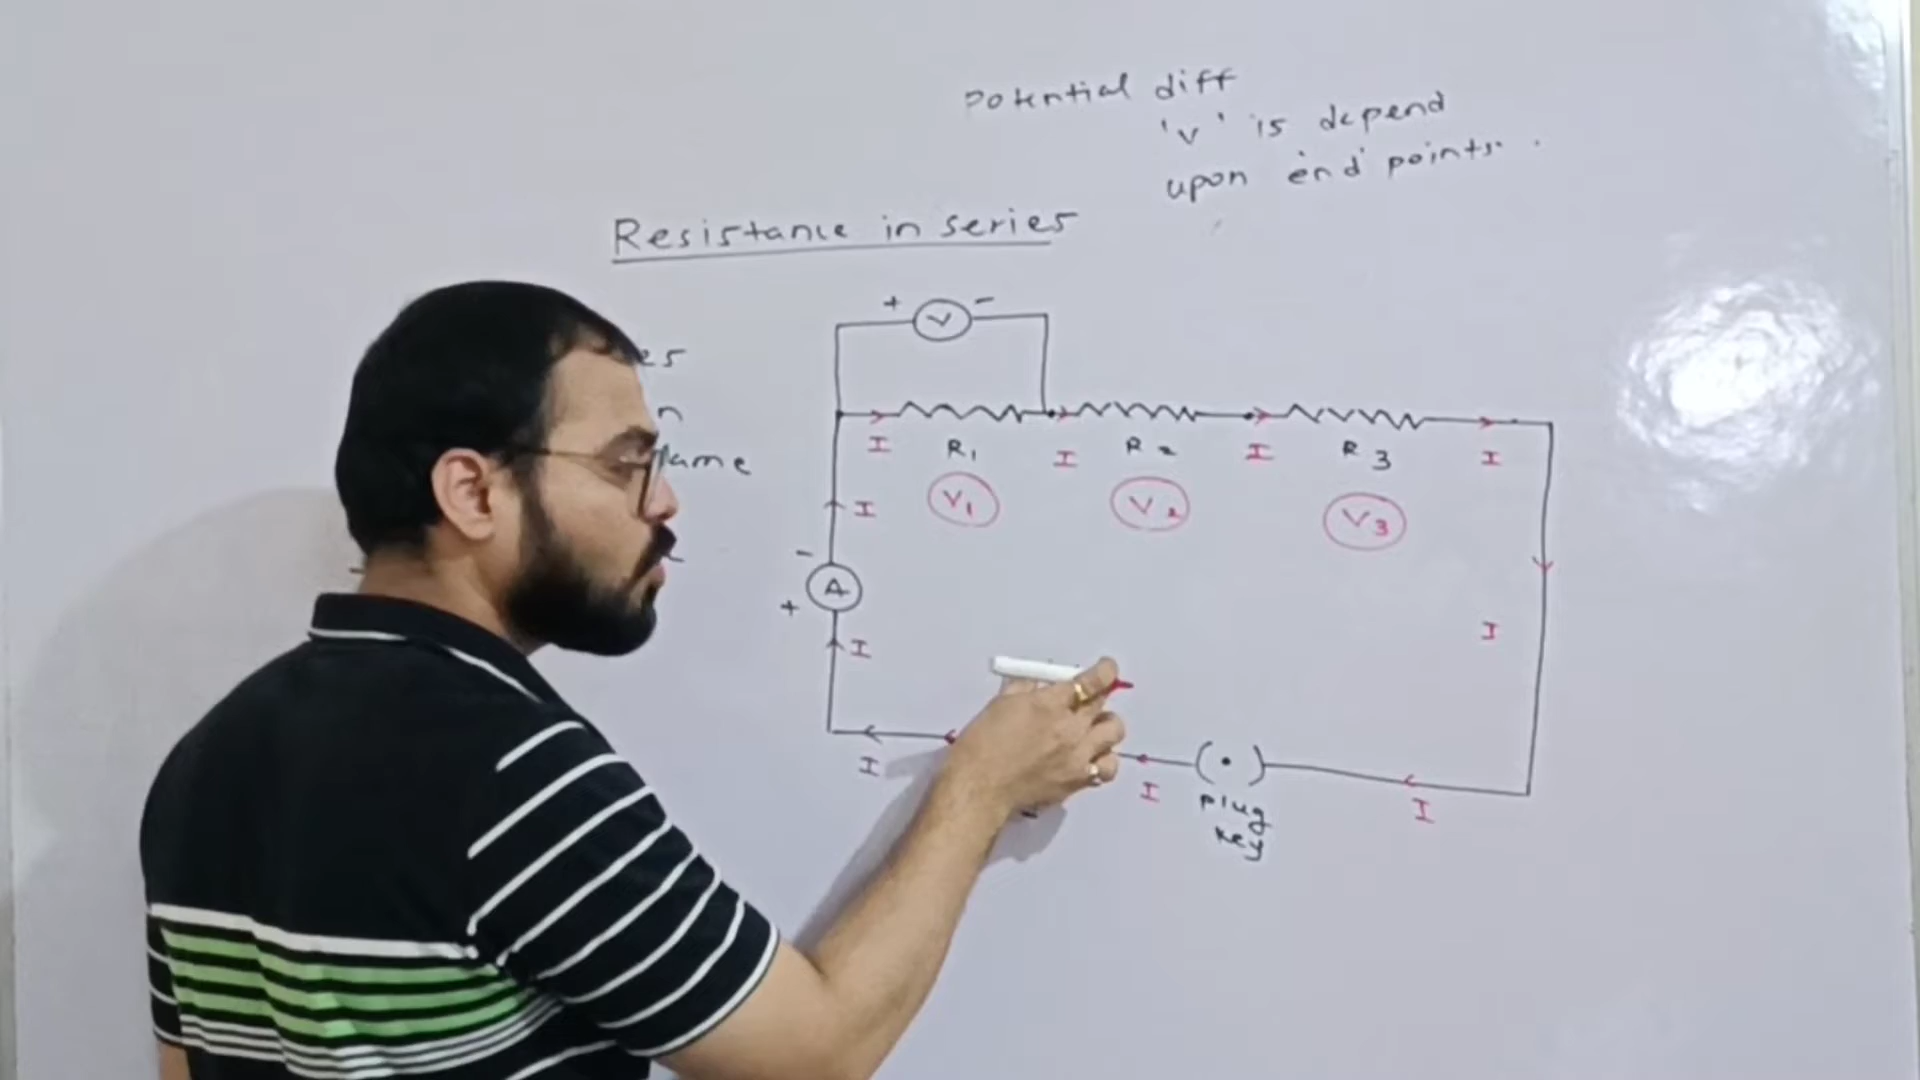 Potential diff
'V' is depend
upon end points.
Resistance in series
+ V -
I R1 I R2 I R3 I
V1 V2 V3
I
-
A
+
I
I
I
I
I
plug
key